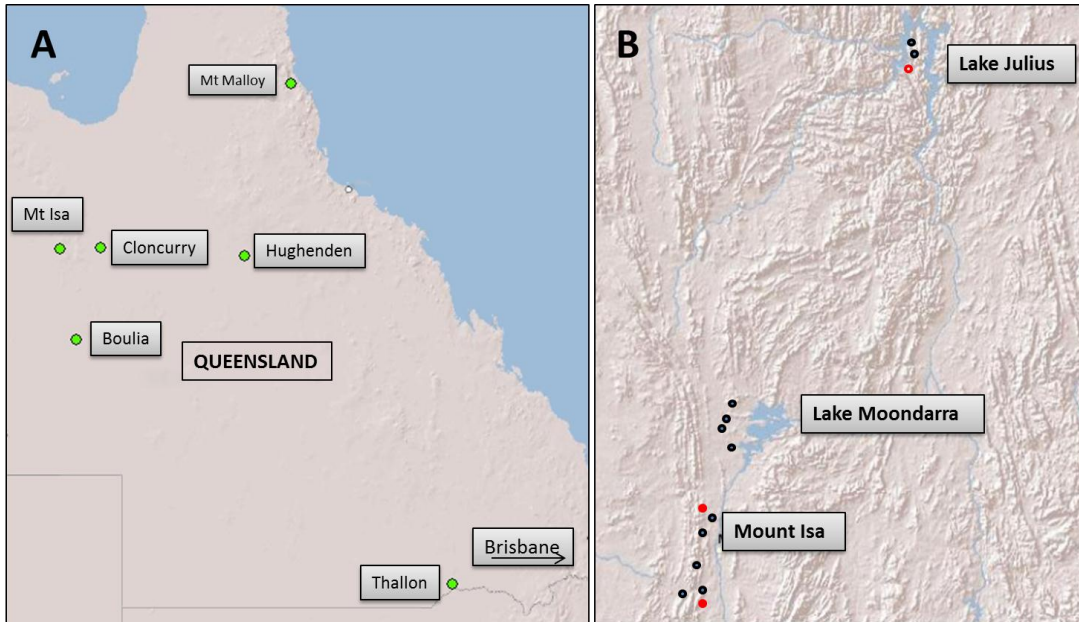 A
Mt Malloy
Mt Isa
Cloncurry
Hughenden
Boulia
QUEENSLAND
Brisbane
Thallon
B
Lake Julius
Lake Moondarra
Mount Isa